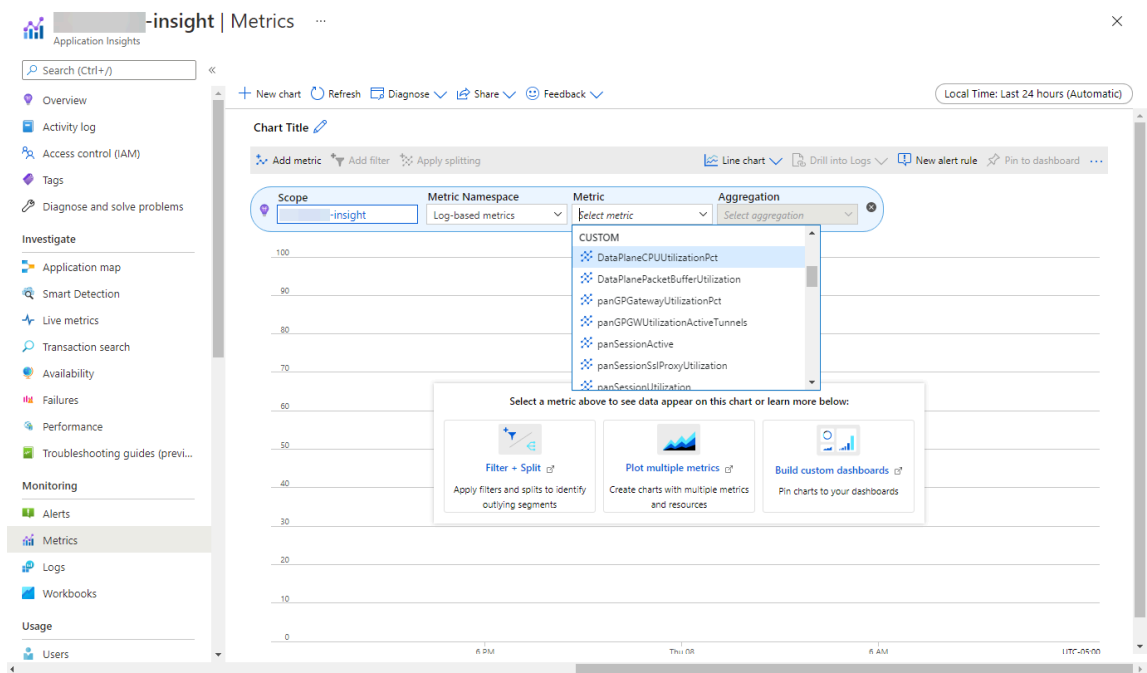 -insight | Metrics ...
Application Insights
Search (Ctrl+/)
«
Overview
Activity log
Access control (IAM)
Tags
Diagnose and solve problems
Investigate
Application map
Smart Detection
Live metrics
Transaction search
Availability
Failures
Performance
Troubleshooting guides (previ...
Monitoring
Alerts
Metrics
Logs
Workbooks
Usage
Users
New chart Refresh Diagnose Share Feedback
Local Time: Last 24 hours (Automatic)
Chart Title
Add metric Add filter Apply splitting
Line chart Drill into Logs New alert rule Pin to dashboard ...
Scope Metric Namespace Metric Aggregation
-insight Log-based metrics Select metric Select aggregation
CUSTOM
DataPlaneCPUUtilizationPct
DataPlanePacketBufferUtilization
panGPGatewayUtilizationPct
panGPGWUtilizationActiveTunnels
panSessionActive
panSessionSslProxyUtilization
panSessionUtilization
100
90
80
70
60
50
40
30
20
10
0
Select a metric above to see data appear on this chart or learn more below:
Filter + Split
Apply filters and splits to identify
outlying segments
Plot multiple metrics
Create charts with multiple metrics
and resources
Build custom dashboards
Pin charts to your dashboards
6 PM Thu 08 6 AM UTC-05:00